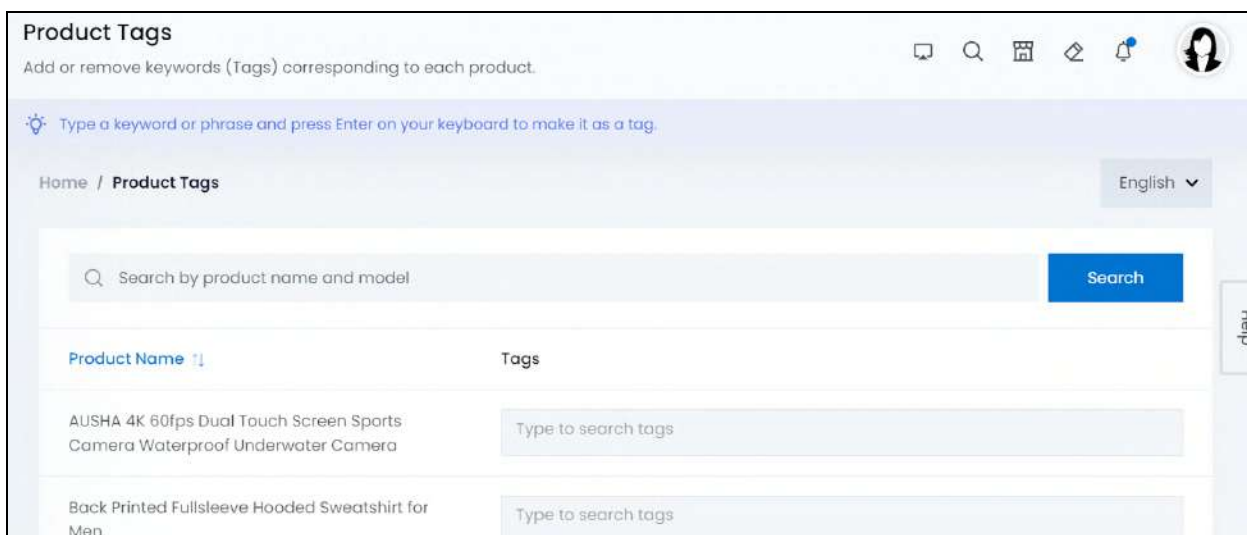 Product Tags
Add or remove keywords (Tags) corresponding to each product.
Type a keyword or phrase and press Enter on your keyboard to make it as a tag.
Home / Product Tags
English
Search by product name and model
Search
Help
Product Name
Tags
AUSHA 4K 60fps Dual Touch Screen Sports
Camera Waterproof Underwater Camera
Type to search tags
Back Printed Fullsleeve Hooded Sweatshirt for
Men
Type to search tags